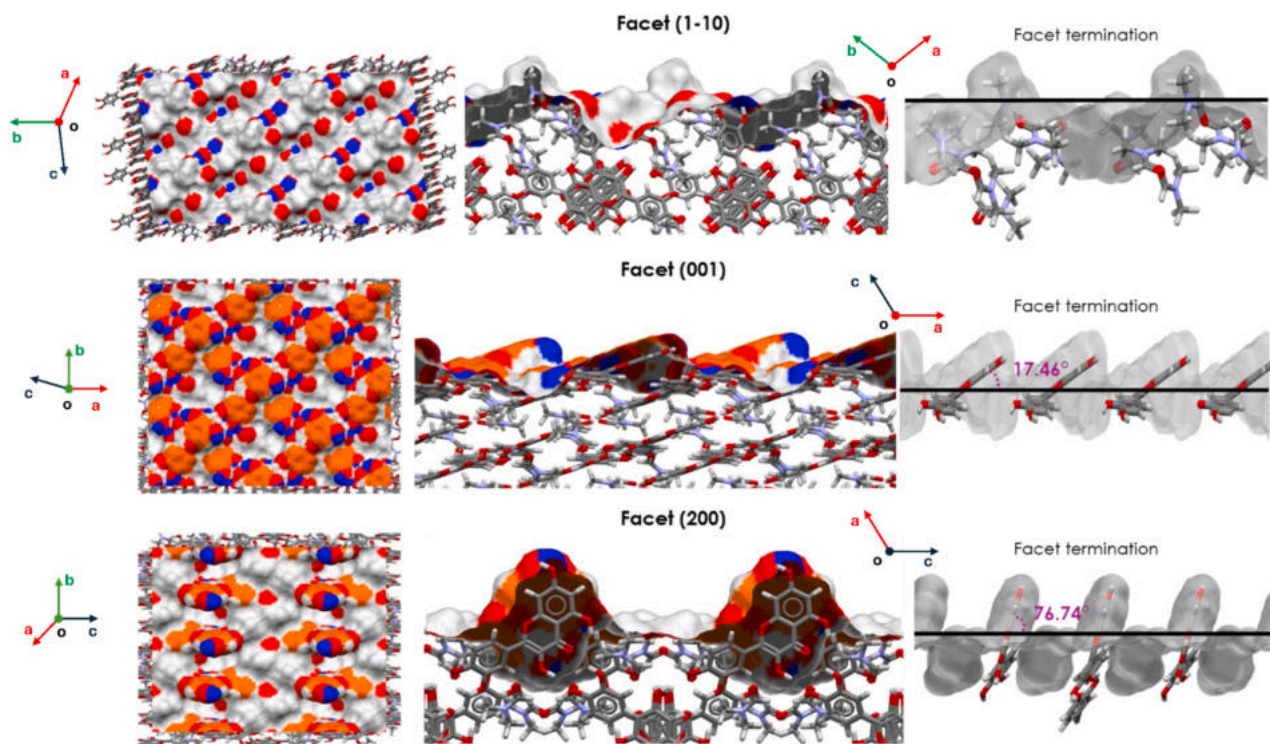 Facet (1-10)
a
b
o
c
b
a
o
Facet termination
Facet (001)
b
c
o
a
c
o
a
Facet termination
17.46°
Facet (200)
b
o
c
a
a
o
c
Facet termination
76.74°